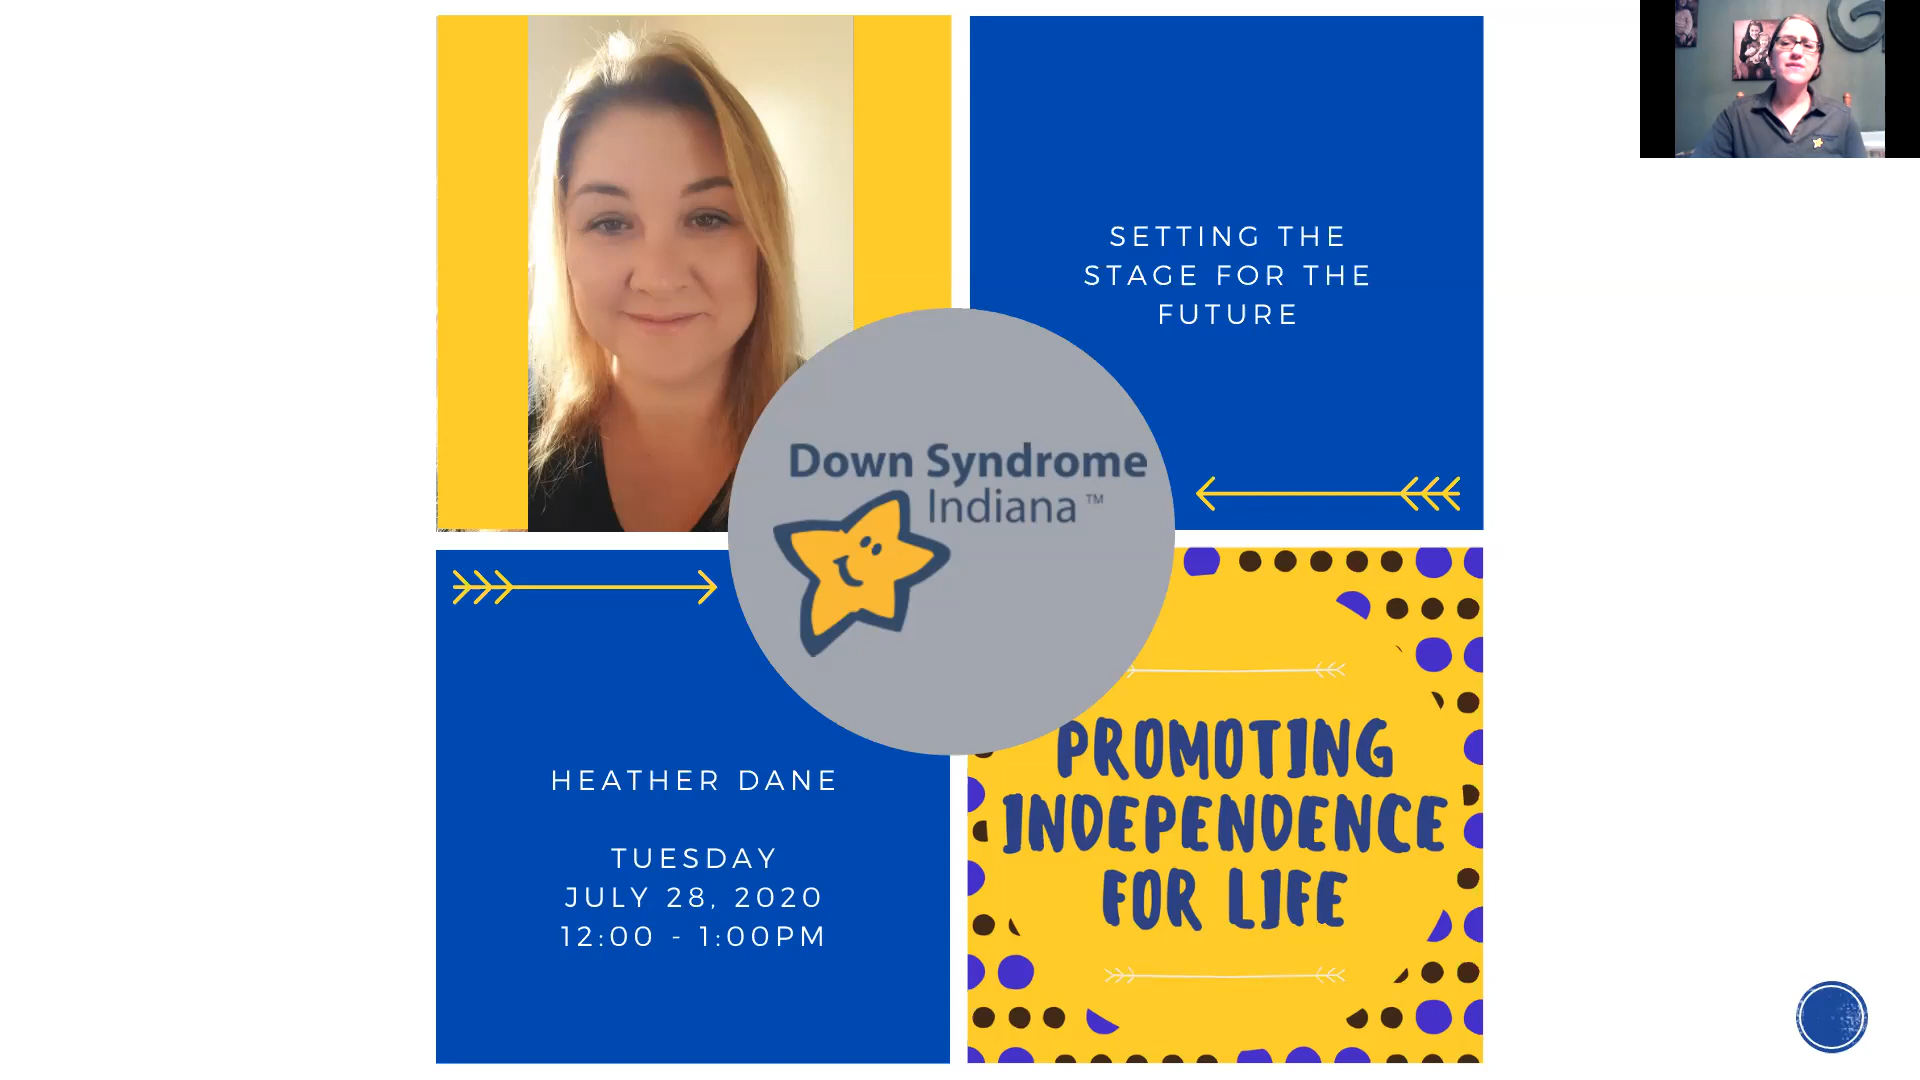 SETTING THE
STAGE FOR THE
FUTURE
Down Syndrome
Indiana™
HEATHER DANE
TUESDAY
JULY 28, 2020
12:00 - 1:00PM
PROMOTING
INDEPENDENCE
FOR LIFE
G